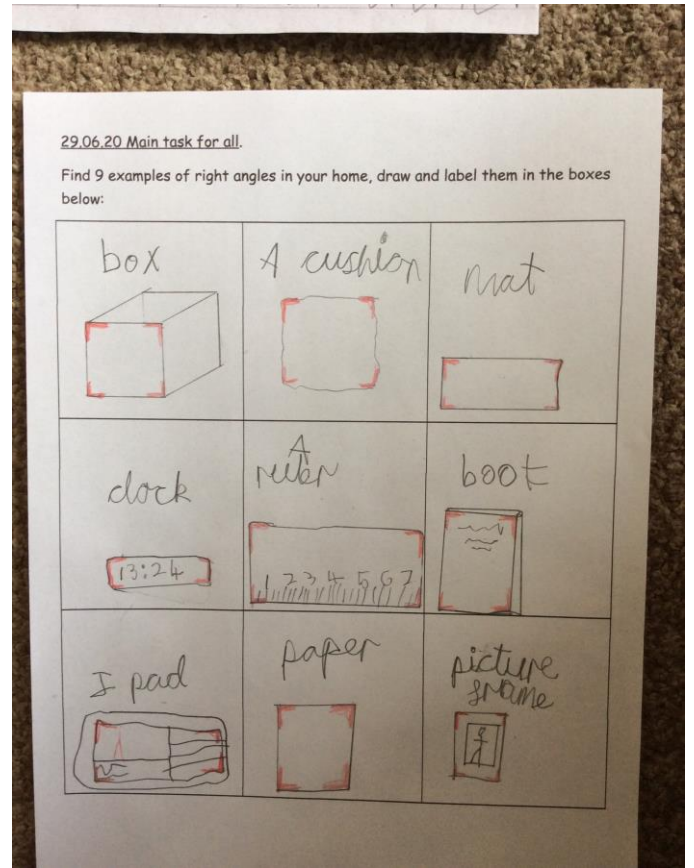 29.06.20 Main task for all.
Find 9 examples of right angles in your home, draw and label them in the boxes
below:
box
A cushion
mat
clock
13:24
A
ruler
1 2 3 4 5 6 7
book
I pad
paper
picture
frame